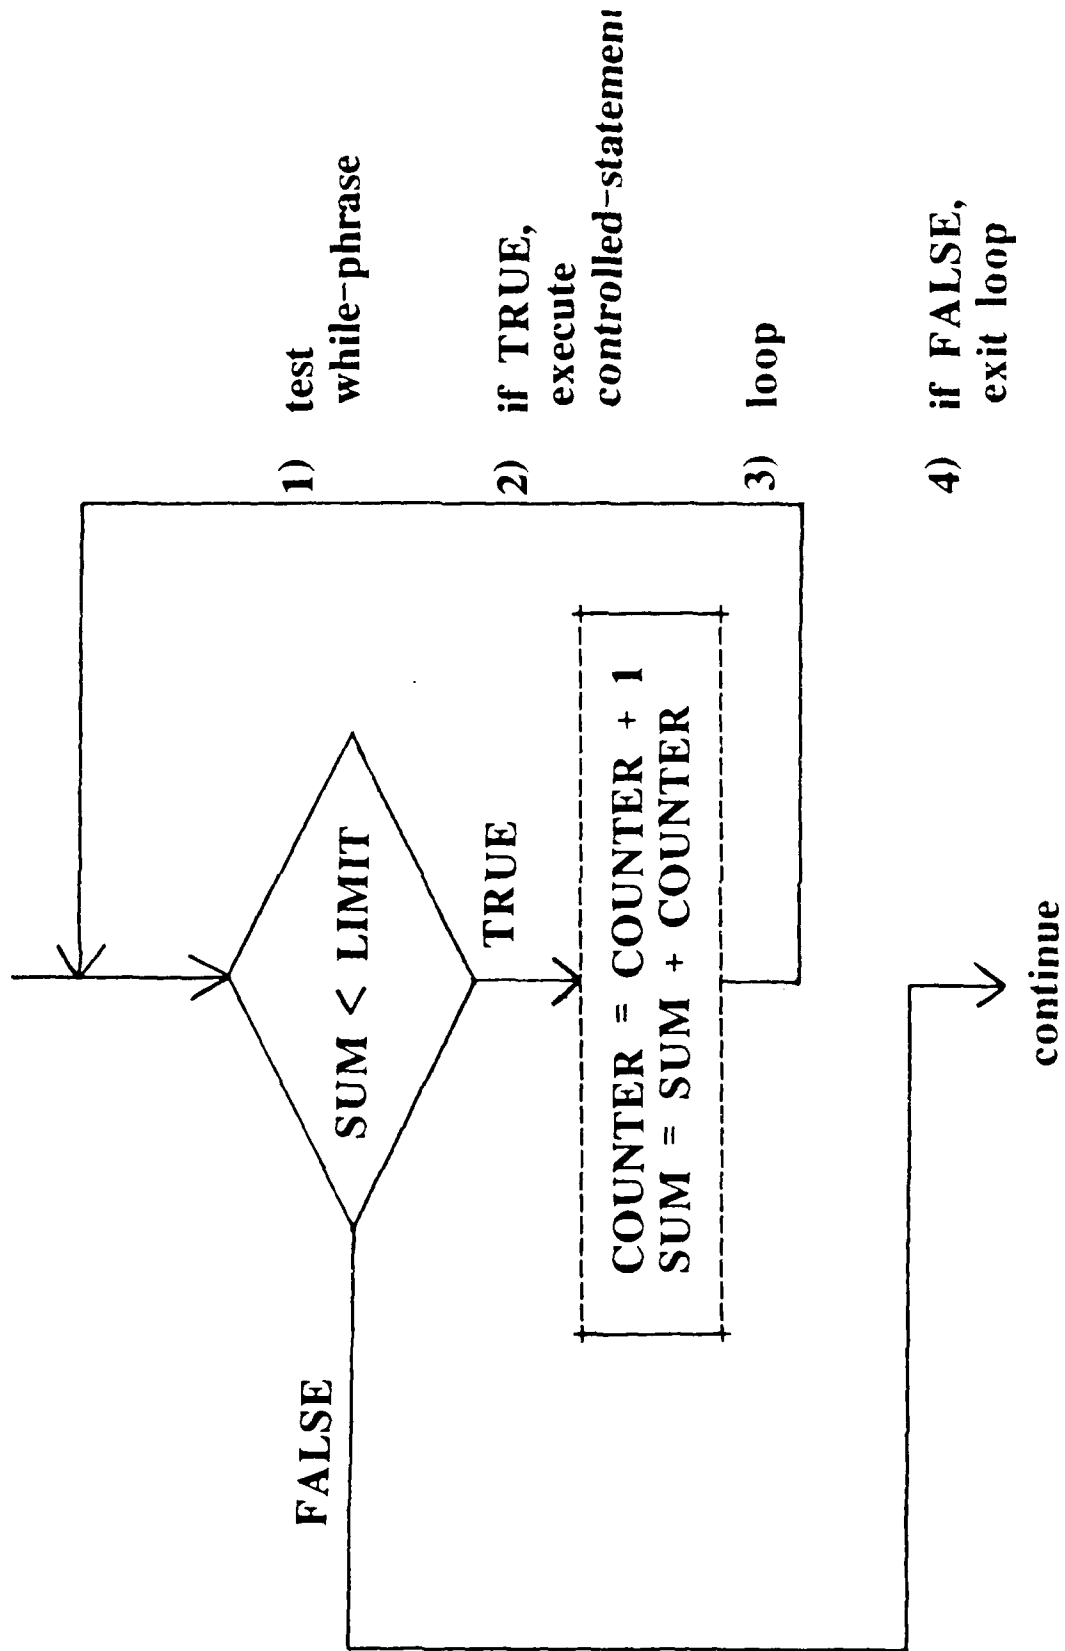 FALSE
SUM < LIMIT
TRUE
COUNTER = COUNTER + 1
SUM = SUM + COUNTER
continue
1) test
while-phrase
2) if TRUE,
execute
controlled-statement
3) loop
4) if FALSE,
exit loop